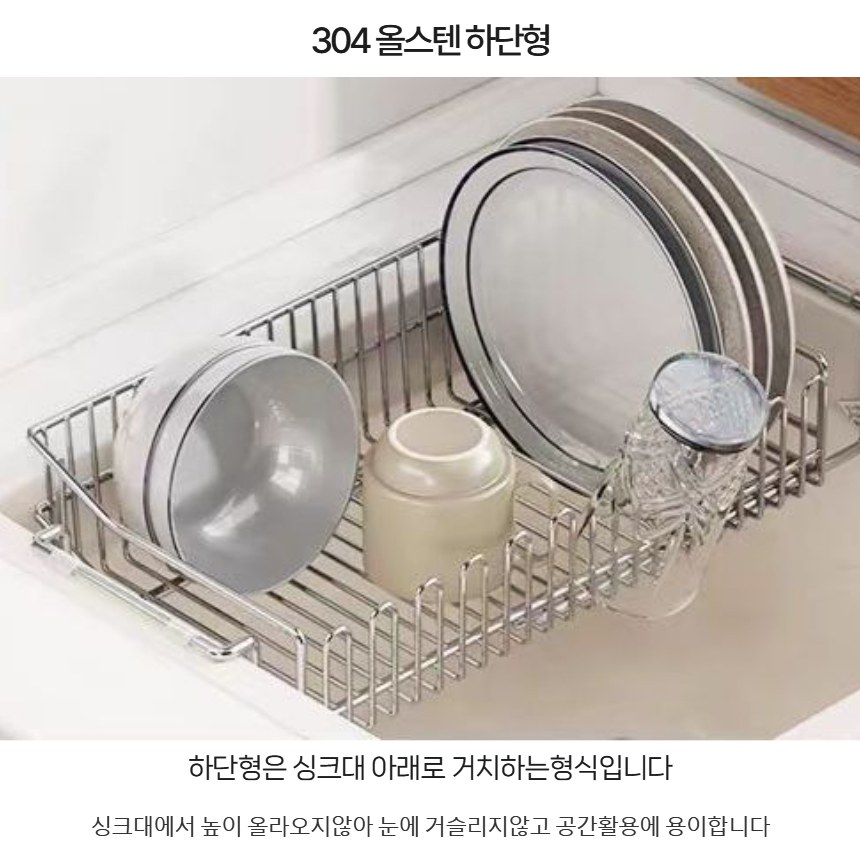 304 올스텐 하단형
하단형은 싱크대 아래로 거치하는형식입니다
싱크대에서 높이 올라오지않아 눈에 거슬리지않고 공간활용에 용이합니다